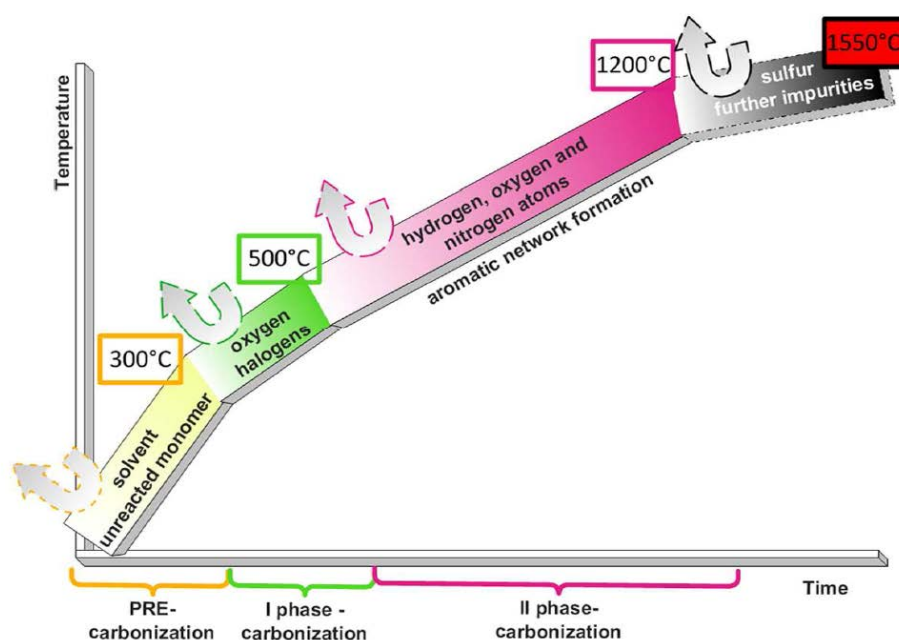 Temperature
1550°C
1200°C
sulfur
further impurities
hydrogen, oxygen and
nitrogen atoms
aromatic network formation
500°C
oxygen
halogens
300°C
solvent
unreacted monomer
Time
PRE-
carbonization
I phase -
carbonization
II phase-
carbonization